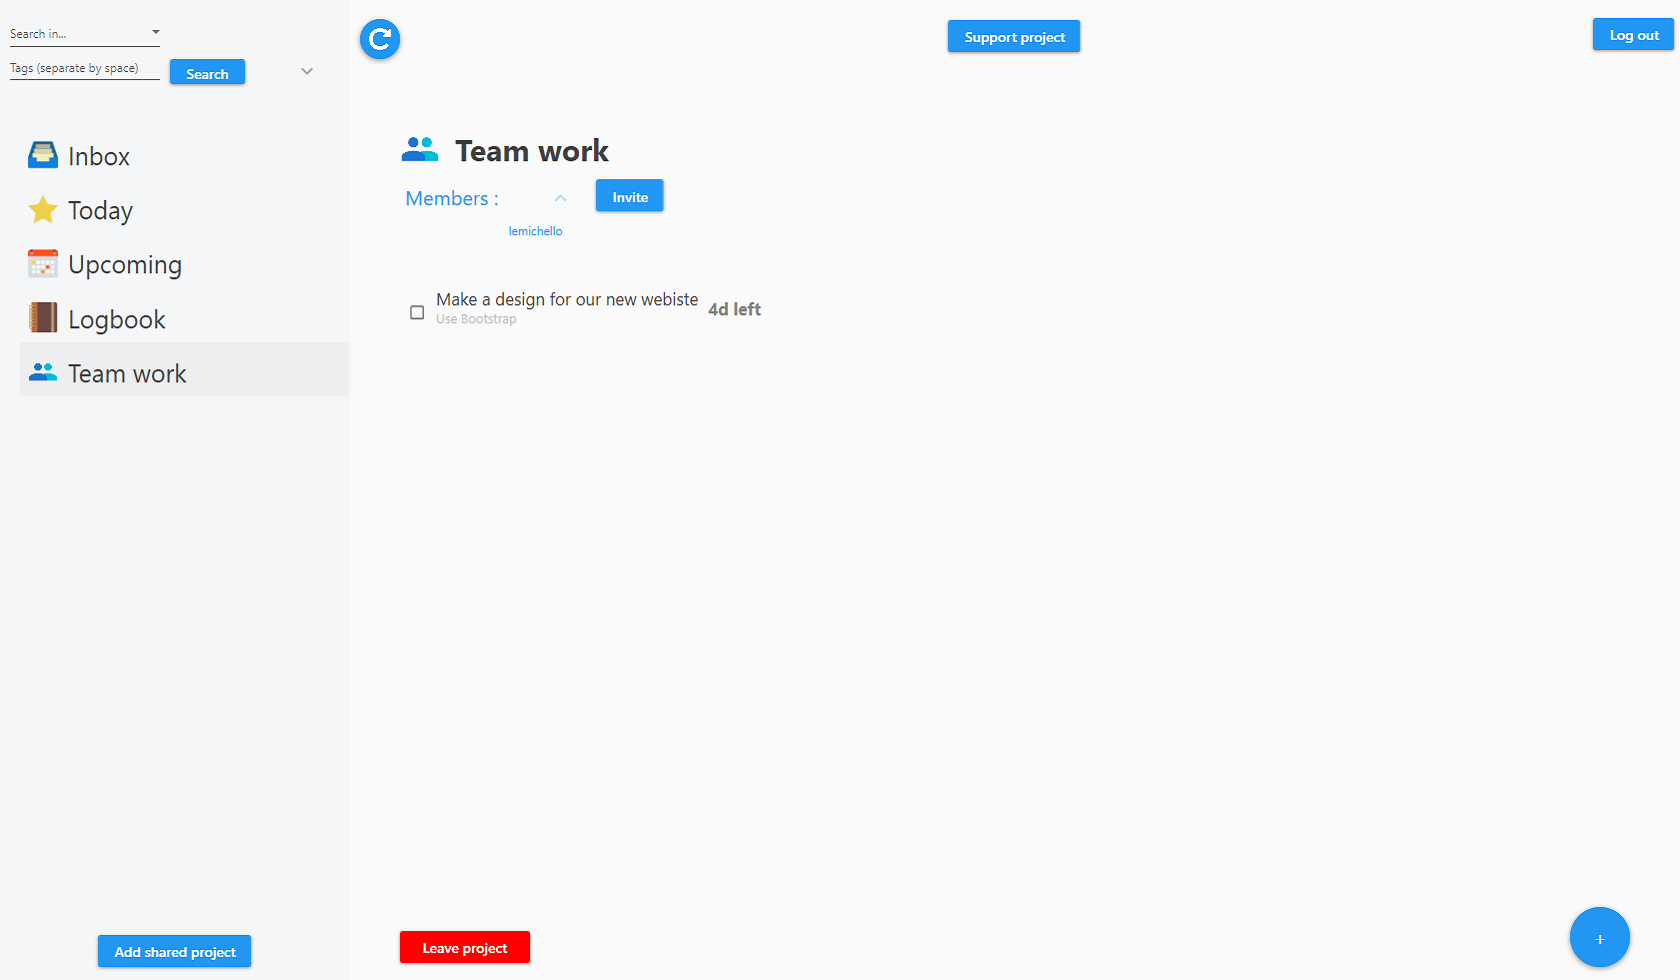 Search in...
Tags (separate by space)
Search
Inbox
Today
Upcoming
Logbook
Team work
Add shared project
Support project
Log out
Team work
Members :
Invite
lemichello
Make a design for our new webiste
Use Bootstrap
4d left
Leave project
+